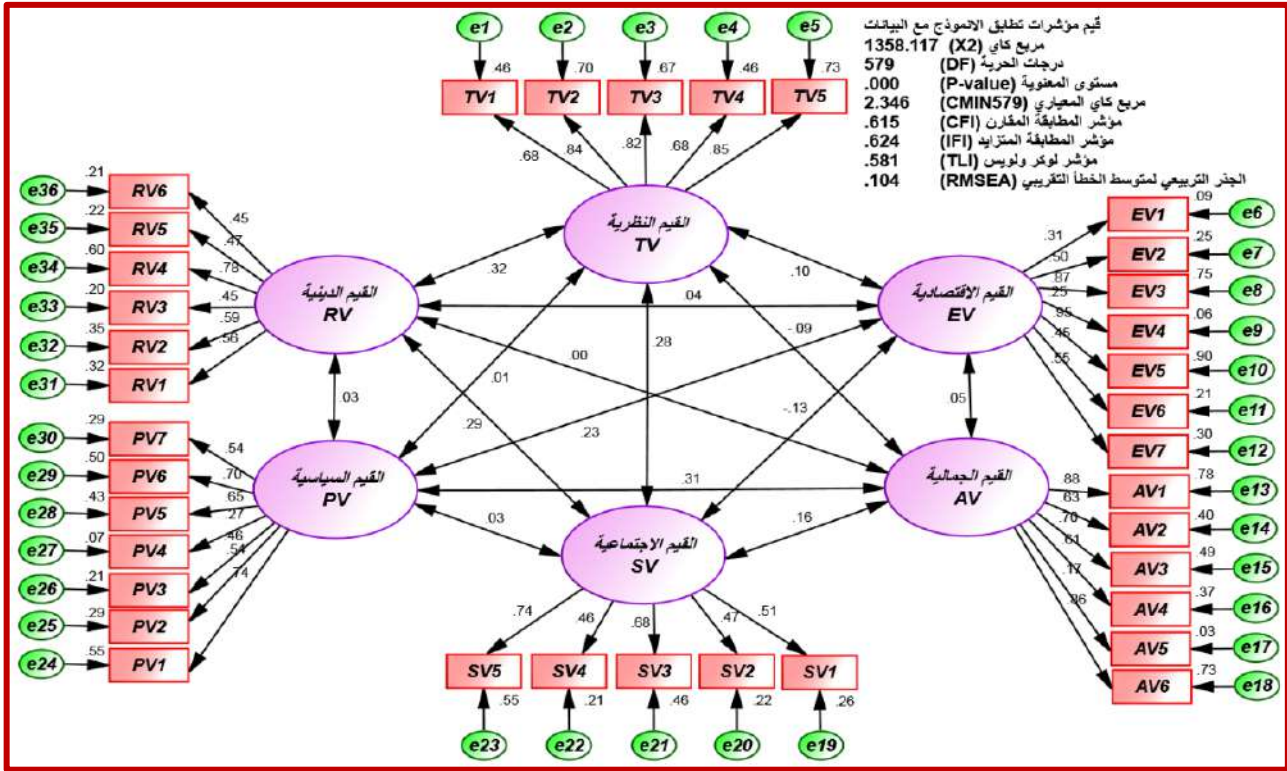 قيم مؤشرات تطابق الانموذج مع البيانات
مربع كاي (X2) 1358.117
درجات الحرية (DF) 579
مستوى المعنوية (P-value) .000
مربع كاي المعياري (CMIN579) 2.346
مؤشر المطابقة المقارن (CFI) .615
مؤشر المطابقة المتزايد (IFI) .624
مؤشر لوكر ولويس (TLI) .581
الجذر التربيعي لمتوسط الخطأ التقريبي (RMSEA) .104
e1 e2 e3 e4 e5
.46 .70 .67 .46 .73
TV1 TV2 TV3 TV4 TV5
.68 .84 .82 .68 .85
القيم النظرية
TV
e36 .21 RV6 .45
e35 .22 RV5 .47
e34 .60 RV4 .78
e33 .20 RV3 .45
e32 .35 RV2 .59
e31 .32 RV1 .56
القيم الدينية
RV
القيم الاقتصادية
EV
.31 EV1 .09 e6
.50 EV2 .25 e7
.87 EV3 .75 e8
.25 EV4 .06 e9
.95 EV5 .90 e10
.45 EV6 .21 e11
.55 EV7 .30 e12
.32 .10
.04
.00 .28 -.09
.01
.03 .29 .23 -.13 .05
.31
.03 .16
e30 .29 PV7 .54
e29 .50 PV6 .70
e28 .43 PV5 .65
e27 .07 PV4 .27
e26 .21 PV3 .46
e25 .29 PV2 .54
e24 .55 PV1 .74
القيم السياسية
PV
القيم الجمالية
AV
.88 AV1 .78 e13
.63 AV2 .40 e14
.70 AV3 .49 e15
.61 AV4 .37 e16
.17 AV5 .03 e17
.86 AV6 .73 e18
القيم الاجتماعية
SV
.74 .46 .68 .47 .51
SV5 SV4 SV3 SV2 SV1
.55 .21 .46 .22 .26
e23 e22 e21 e20 e19